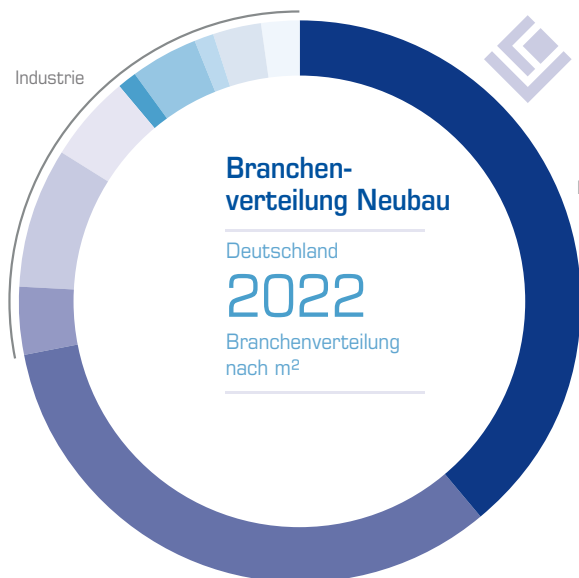 Industrie
Branchen-
verteilung Neubau
Deutschland
2022
Branchenverteilung
nach m²